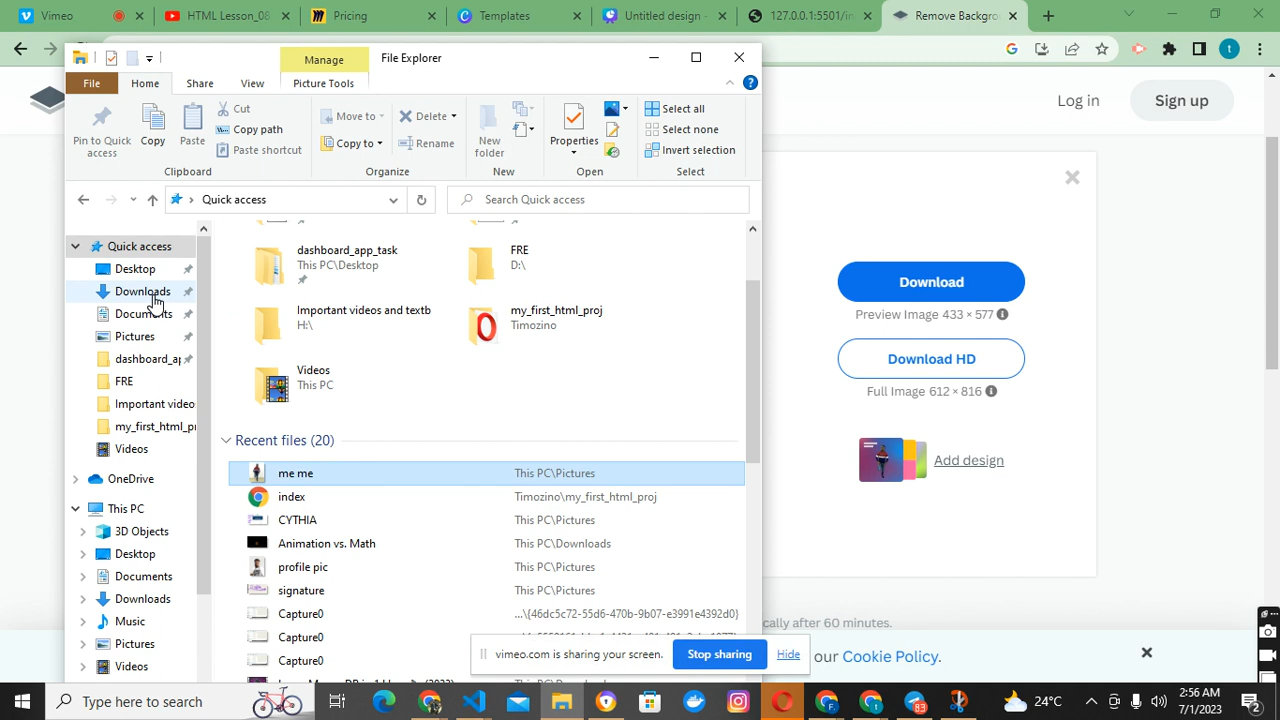 Vimeo
HTML Lesson_08
Pricing
Templates
Untitled design -
127.0.0.1:5501/in
Remove Backgro
t
File Explorer
Manage
File
Home
Share
View
Picture Tools
Pin to Quick access
Copy
Paste
Cut
Copy path
Paste shortcut
Clipboard
Move to
Copy to
Delete
Rename
Organize
New folder
New
Properties
Open
Select all
Select none
Invert selection
Select
Quick access
Search Quick access
Log in
Sign up
Quick access
Desktop
Downloads
Documents
Pictures
dashboard_ap
FRE
Important video
my_first_html_pr
Videos
OneDrive
This PC
3D Objects
Desktop
Documents
Downloads
Music
Pictures
Videos
dashboard_app_task
This PC\Desktop
FRE
D:\
Important videos and textb
H:\
my_first_html_proj
Timozino
Videos
This PC
Recent files (20)
me me This PC\Pictures
index Timozino\my_first_html_proj
CYTHIA This PC\Pictures
Animation vs. Math This PC\Downloads
profile pic This PC\Pictures
signature This PC\Pictures
Capture0 ...\{46dc5c72-55d6-470b-9b07-e3991e4392d0}
Capture0
Capture0
Download
Preview Image 433 × 577
Download HD
Full Image 612 × 816
Add design
cally after 60 minutes.
vimeo.com is sharing your screen.
Stop sharing
Hide
our Cookie Policy.
Type here to search
83
24°C
2:56 AM
7/1/2023
2